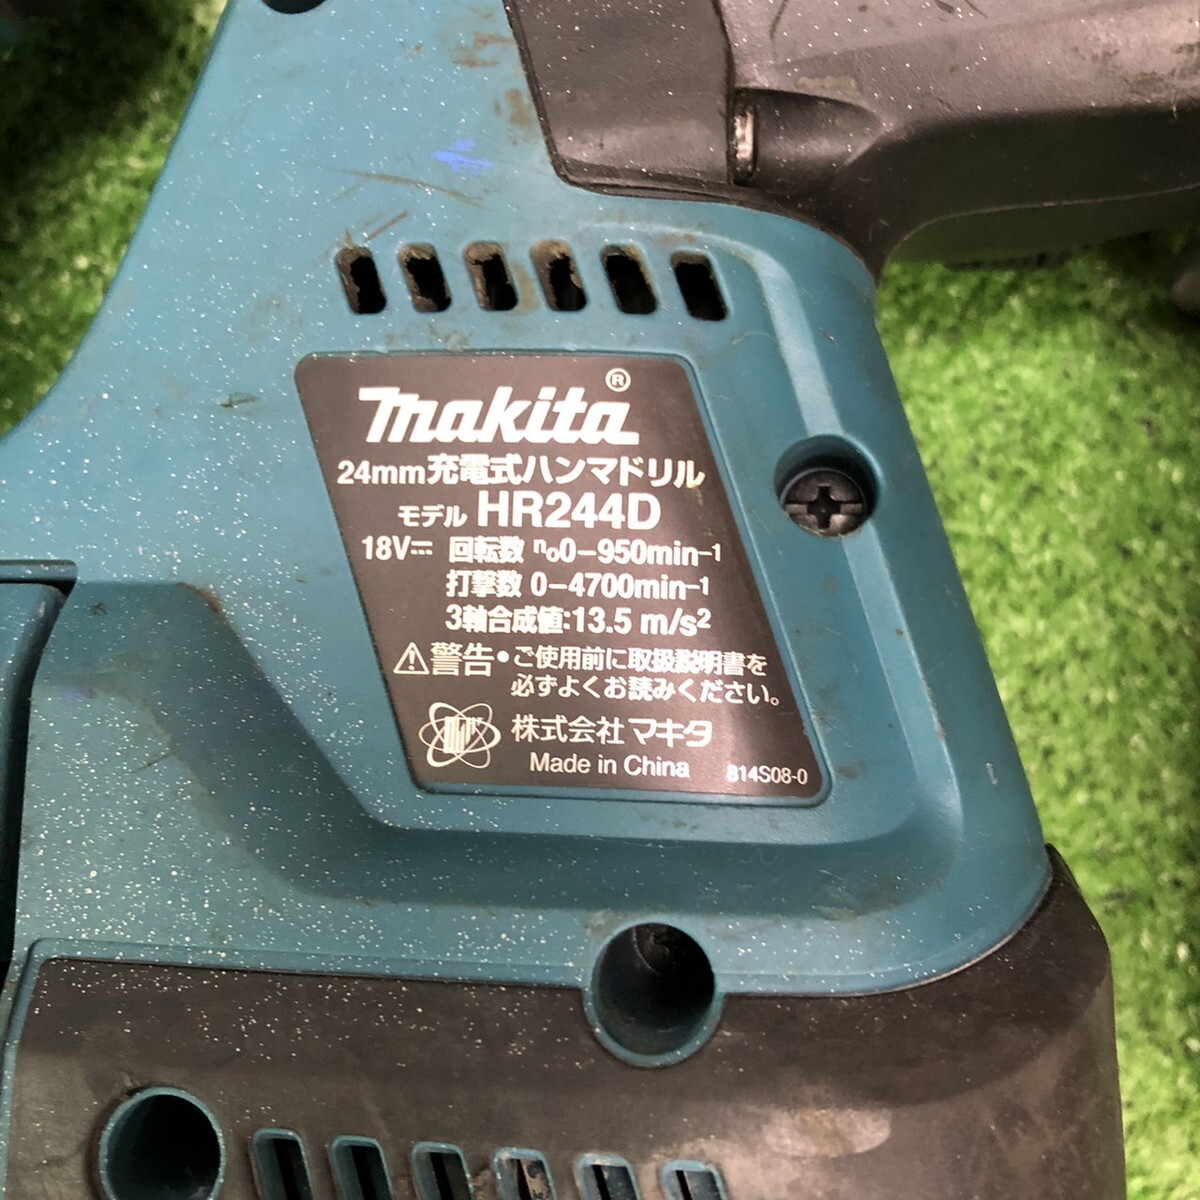 makita®
24mm充電式ハンマドリル
モデル HR244D
18V⎓ 回転数 n₀0-950min⁻¹
打撃数 0-4700min⁻¹
3軸合成値:13.5 m/s²
⚠警告・ご使用前に取扱説明書を
必ずよくお読みください。
株式会社マキタ
Made in China 814S08-0